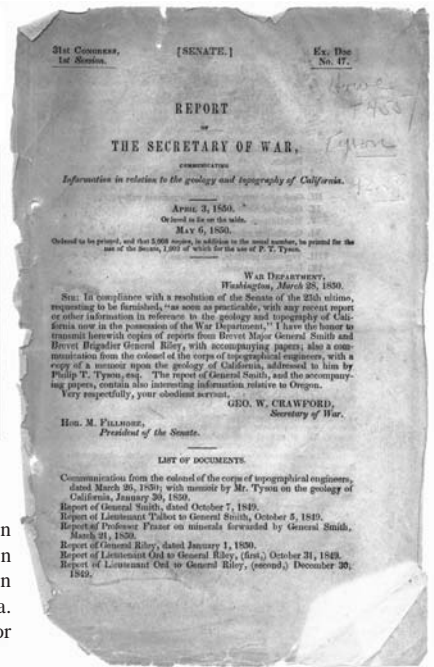 31st Congress,
1st Session.
[SENATE.]
Ex. Doc
No. 47.
Howe
Tyson
REPORT
OF
THE SECRETARY OF WAR,
COMMUNICATING
Information in relation to the geology and topography of California.
April 3, 1850.
Ordered to lie on the table.
May 6, 1850.
Ordered to be printed, and that 5,000 copies, in addition to the usual number, be printed for the
use of the Senate, of which for the use of P. T. Tyson.
War Department,
Washington, March 28, 1850.
Sir: In compliance with a resolution of the Senate of the 25th ultimo,
requesting to be furnished, "as soon as practicable, with any recent report
or other information in reference to the geology and topography of Cali-
fornia now in the possession of the War Department," I have the honor to
transmit herewith copies of reports from Brevet Major General Smith and
Brevet Brigadier General Riley, with accompanying papers; also a com-
munication from the colonel of the corps of topographical engineers, with a
copy of a memoir upon the geology of California, addressed to him by
Philip T. Tyson, esq. The report of General Smith, and the accompany-
ing papers, contain also interesting information relative to Oregon.
Very respectfully, your obedient servant,
GEO. W. CRAWFORD,
Secretary of War.
Hon. M. Fillmore,
President of the Senate.
LIST OF DOCUMENTS.
Communication from the colonel of the corps of topographical engineers,
dated March 26, 1850; with memoir by Mr. Tyson on the geology of
California, January 30, 1850.
Report of General Smith, dated October 7, 1849.
Report of Lieutenant Talbot to General Smith, October 5, 1849.
Report of Professor Frazer on minerals forwarded by General Smith,
March 21, 1850.
Report of General Riley, dated January 1, 1850.
Report of Lieutenant Ord to General Riley, (first,) October 31, 1849.
Report of Lieutenant Ord to General Riley, (second,) December 30,
1849.
n
n
n
a.
or